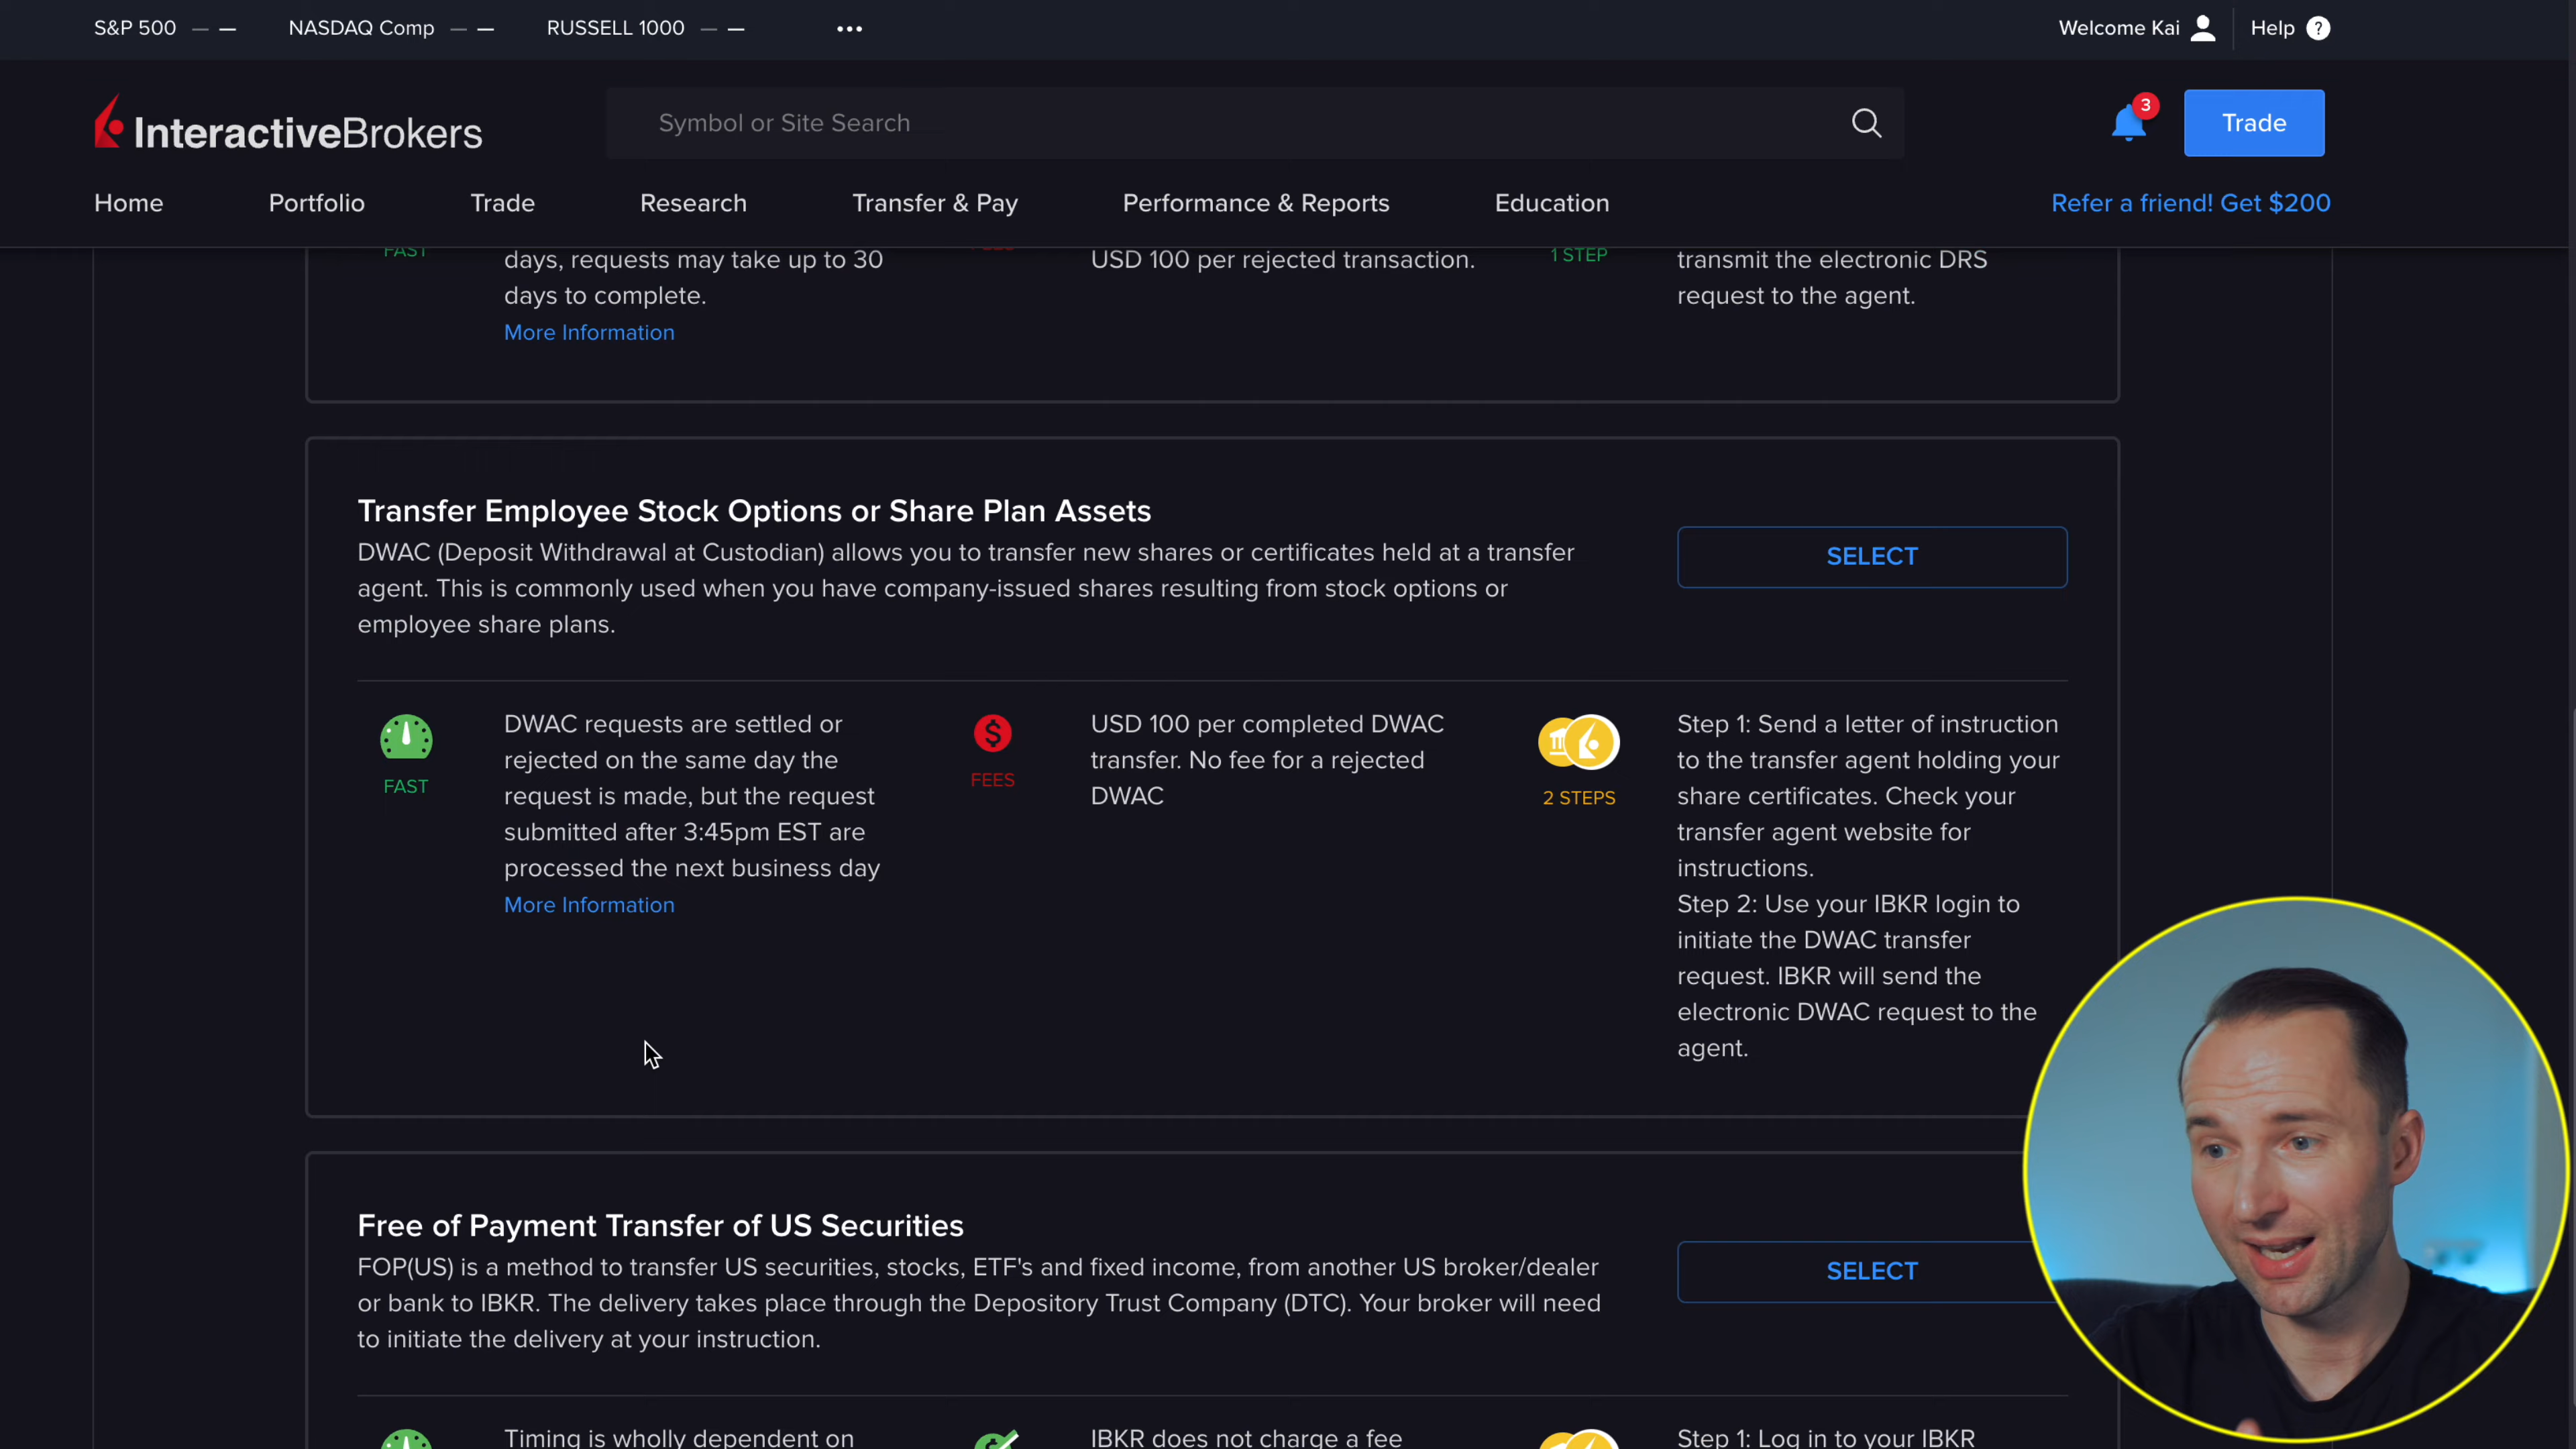 S&P 500 — — NASDAQ Comp — — RUSSELL 1000 — — •••
Welcome Kai Help ?
InteractiveBrokers
Symbol or Site Search
3
Trade
Home Portfolio Trade Research Transfer & Pay Performance & Reports Education
Refer a friend! Get $200
FAST
days, requests may take up to 30
days to complete.
More Information
USD 100 per rejected transaction.
1 STEP
transmit the electronic DRS
request to the agent.
Transfer Employee Stock Options or Share Plan Assets
DWAC (Deposit Withdrawal at Custodian) allows you to transfer new shares or certificates held at a transfer
agent. This is commonly used when you have company-issued shares resulting from stock options or
employee share plans.
SELECT
FAST
DWAC requests are settled or
rejected on the same day the
request is made, but the request
submitted after 3:45pm EST are
processed the next business day
More Information
$
FEES
USD 100 per completed DWAC
transfer. No fee for a rejected
DWAC
2 STEPS
Step 1: Send a letter of instruction
to the transfer agent holding your
share certificates. Check your
transfer agent website for
instructions.
Step 2: Use your IBKR login to
initiate the DWAC transfer
request. IBKR will send the
electronic DWAC request to the
agent.
Free of Payment Transfer of US Securities
FOP(US) is a method to transfer US securities, stocks, ETF's and fixed income, from another US broker/dealer
or bank to IBKR. The delivery takes place through the Depository Trust Company (DTC). Your broker will need
to initiate the delivery at your instruction.
SELECT
Timing is wholly dependent on
IBKR does not charge a fee
Step 1: Log in to your IBKR